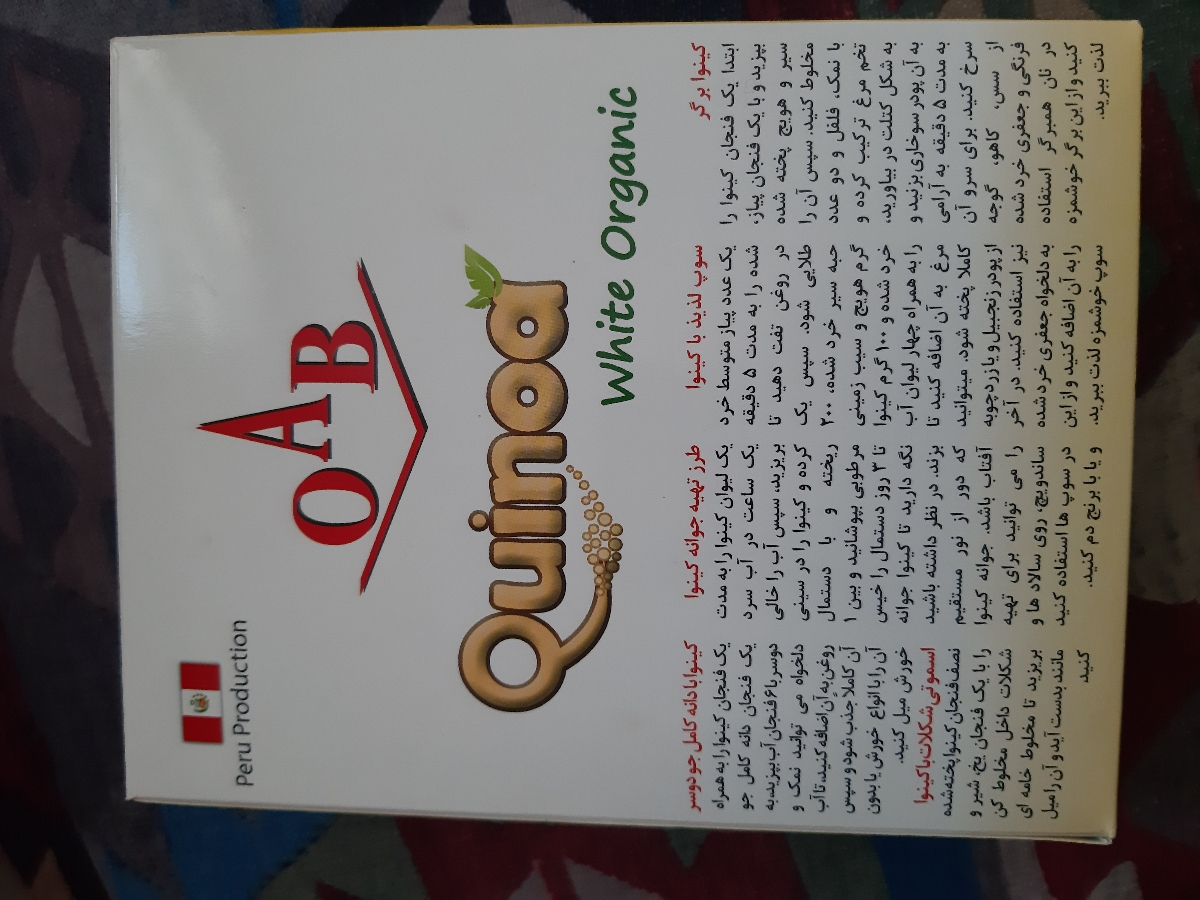 Peru Production
OAB
Quinoa
White Organic
کینوا با دانه کامل جو دوسر
یک فنجان کینوا را به همراه
یک فنجان دانه کامل جو
دوسر با ۶ فنجان آب بپزید، به
دلخواه می توانید نمک و
روغن به آن اضافه کنید، تا آب
آن کاملا جذب شود و سپس
آن را با انواع خورش یا بدون
خورش میل کنید.
اسموتی شکلات با کینوا
نصف فنجان کینوا پخته شده
را با یک فنجان یخ، شیر و
شکلات داخل مخلوط کن
بریزید تا مخلوط خامه ای
مانند بدست آید و آن را میل
کنید
طرز تهیه جوانه کینوا
یک لیوان کینوا را به مدت
یک ساعت در آب سرد
بریزید، سپس آب را خالی
کرده و کینوا را در سینی
ریخته و با دستمال
مرطوبی بپوشانید و بین ۱
تا ۳ روز دستمال را خیس
نگه دارید تا کینوا جوانه
بزند، در نظر داشته باشید
که دور از نور مستقیم
آفتاب باشد. جوانه کینوا
را می توانید برای تهیه
ساندویچ، روی سالاد ها و
در سوپ ها استفاده کنید
و یا با برنج دم کنید.
سوپ لذیذ با کینوا
یک عدد پیاز متوسط خرد
شده را به مدت ۵ دقیقه
در روغن تفت دهید تا
طلایی شود. سپس یک
حبه سیر خرد شده، ۲۰۰
گرم هویج و سیب زمینی
خرد شده و ۱۰۰ گرم کینوا
را به همراه چهار لیوان آب
مرغ به آن اضافه کنید تا
کاملا پخته شود. میتوانید
از پودر زنجبیل و یا زردچوبه
نیز استفاده کنید. در آخر
به دلخواه جعفری خرد شده
را به آن اضافه کنید و از این
سوپ خوشمزه لذت ببرید.
کینوا برگر
ابتدا یک فنجان کینوا را
بپزید و با یک فنجان پیاز،
سیر و هویج پخته شده
مخلوط کنید. سپس آن را
با نمک، فلفل و دو عدد
تخم مرغ ترکیب کرده و
به شکل کتلت در بیاورید،
به آن پودر سوخاری بزنید و
به مدت ۵ دقیقه به آرامی
سرخ کنید. برای سرو آن
از سس، کاهو، گوجه
فرنگی و جعفری خرد شده
در نان همبرگر استفاده
کنید و از این برگر خوشمزه
لذت ببرید.